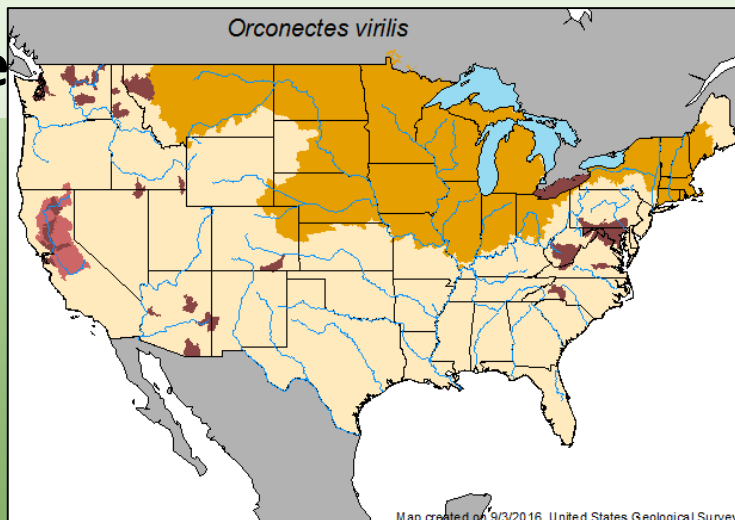 Orconectes virilis
Map created on 9/3/2016. United States Geological Survey